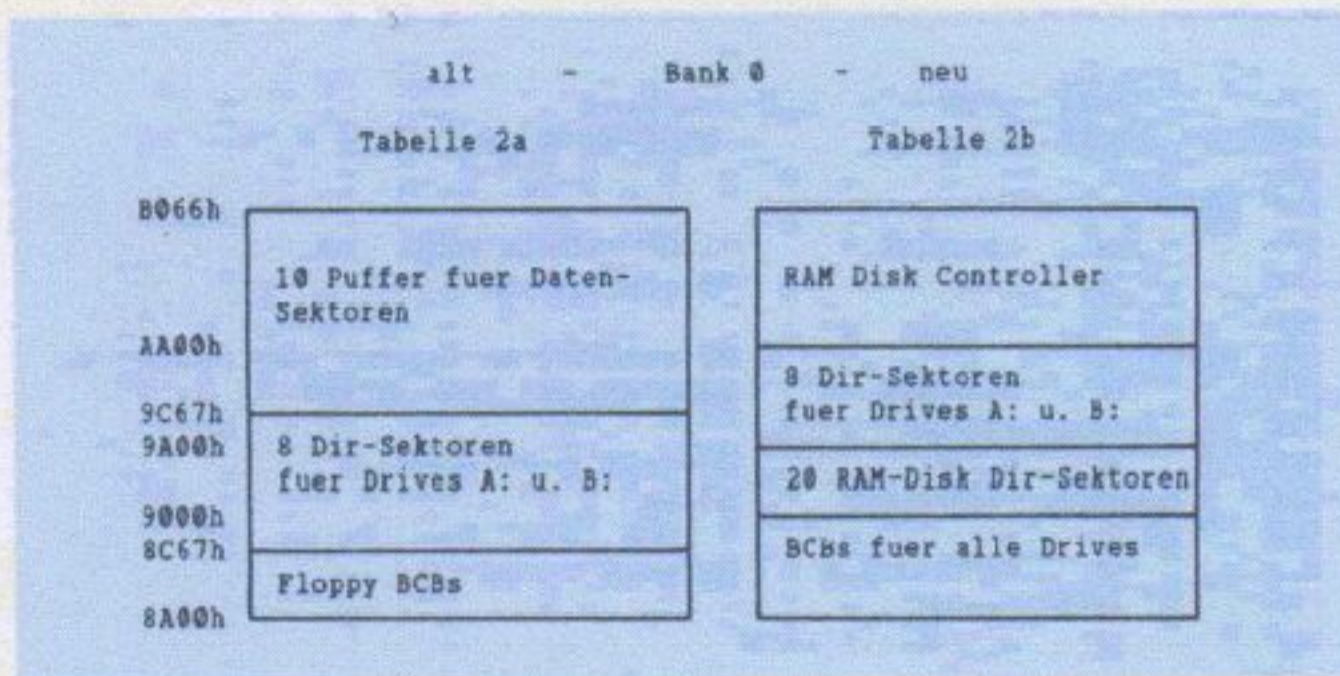 alt - Bank 0 - neu
Tabelle 2a
Tabelle 2b
B066h
AA00h
9C67h
9A00h
9000h
8C67h
8A00h
10 Puffer fuer Daten-
Sektoren
8 Dir-Sektoren
fuer Drives A: u. B:
Floppy BCBs
RAM Disk Controller
8 Dir-Sektoren
fuer Drives A: u. B:
20 RAM-Disk Dir-Sektoren
BCBs fuer alle Drives